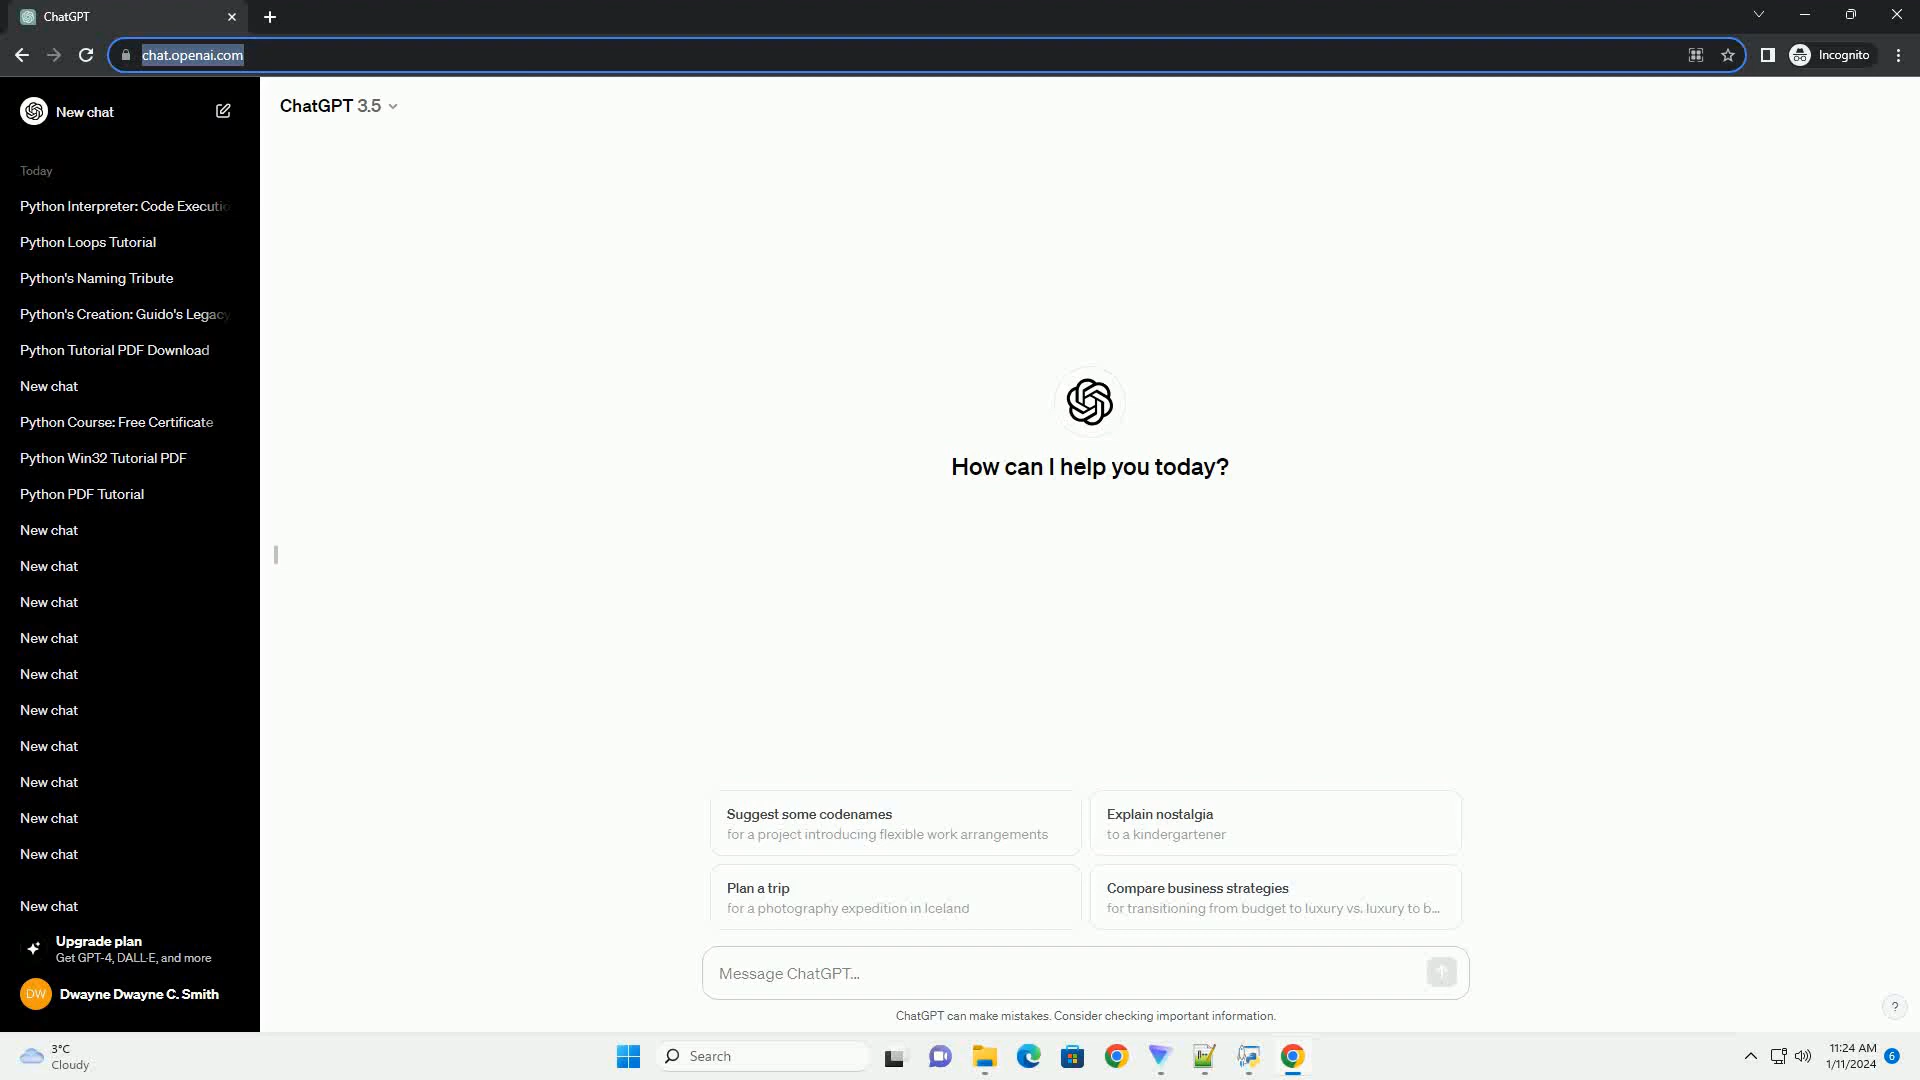 ChatGPT
chat.openai.com
Incognito
New chat
ChatGPT 3.5
Today
Python Interpreter: Code Executio
Python Loops Tutorial
Python's Naming Tribute
Python's Creation: Guido's Legacy
Python Tutorial PDF Download
New chat
Python Course: Free Certificate
Python Win32 Tutorial PDF
Python PDF Tutorial
New chat
New chat
New chat
New chat
New chat
New chat
New chat
New chat
New chat
New chat
New chat
Upgrade plan
Get GPT-4, DALL·E, and more
DW
Dwayne Dwayne C. Smith
How can I help you today?
Suggest some codenames
for a project introducing flexible work arrangements
Explain nostalgia
to a kindergartener
Plan a trip
for a photography expedition in Iceland
Compare business strategies
for transitioning from budget to luxury vs. luxury to b...
Message ChatGPT...
ChatGPT can make mistakes. Consider checking important information.
?
3°C
Cloudy
Search
11:24 AM
1/11/2024
6